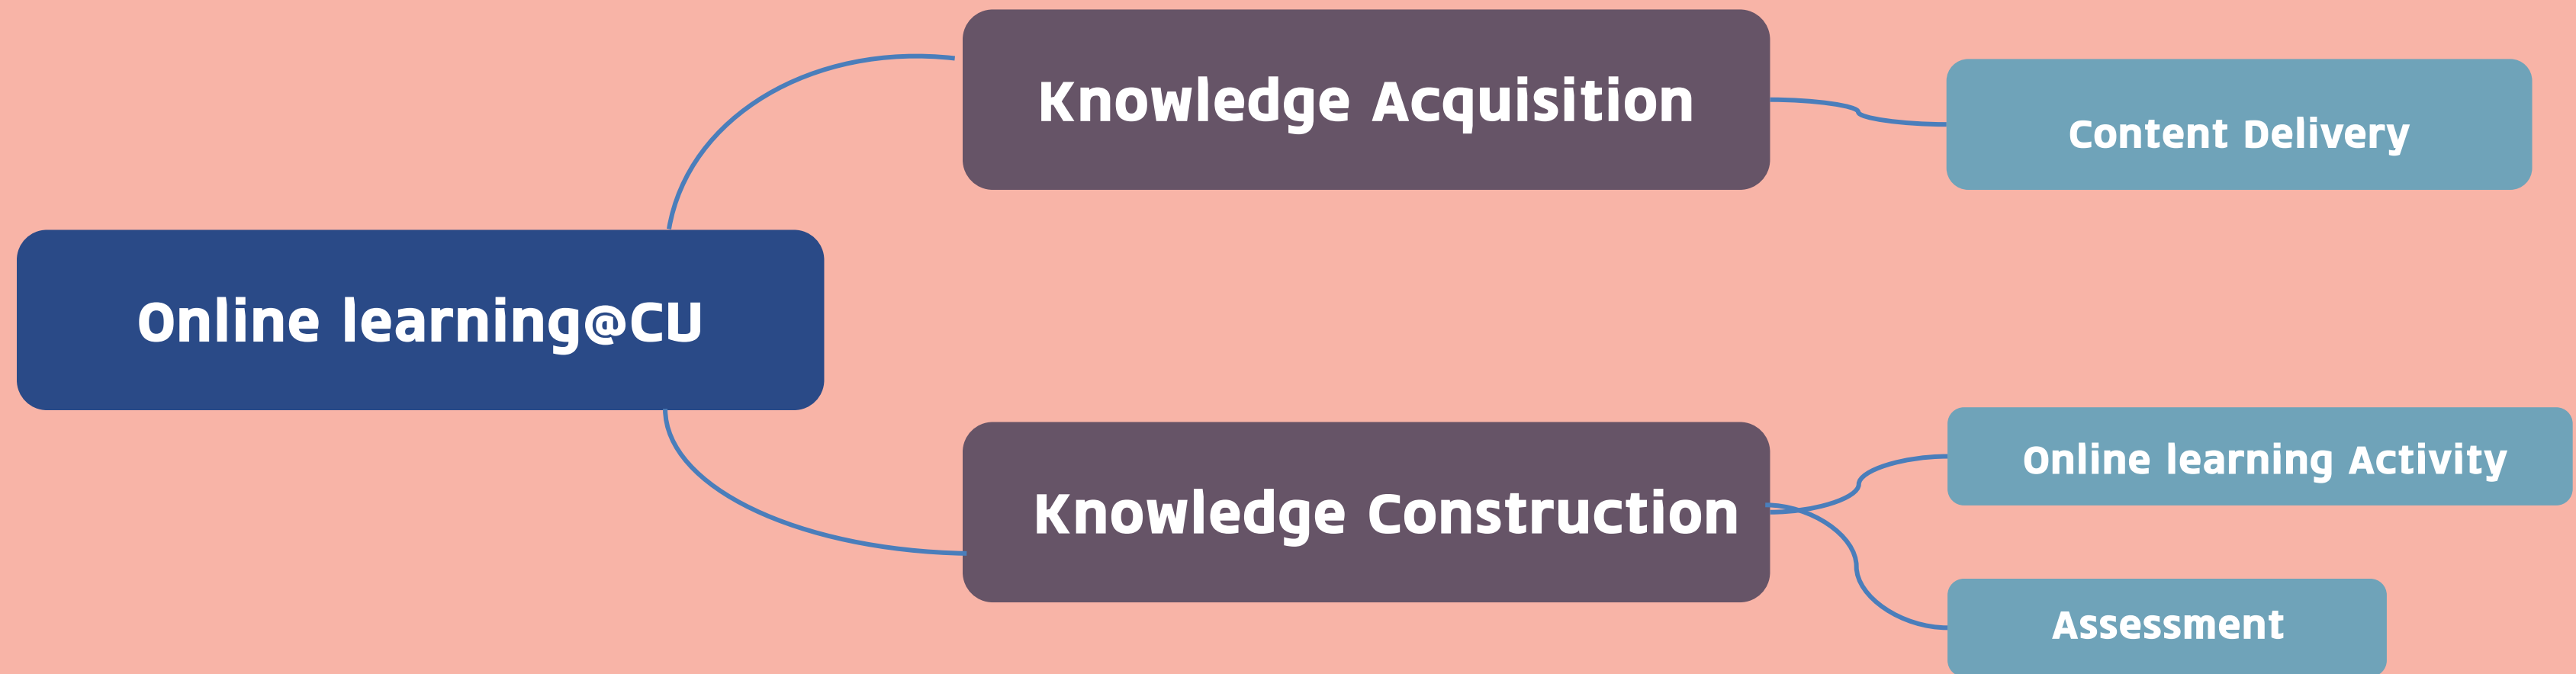 Knowledge Acquisition
Content Delivery
Online learning@CU
Knowledge Construction
Online learning Activity
Assessment